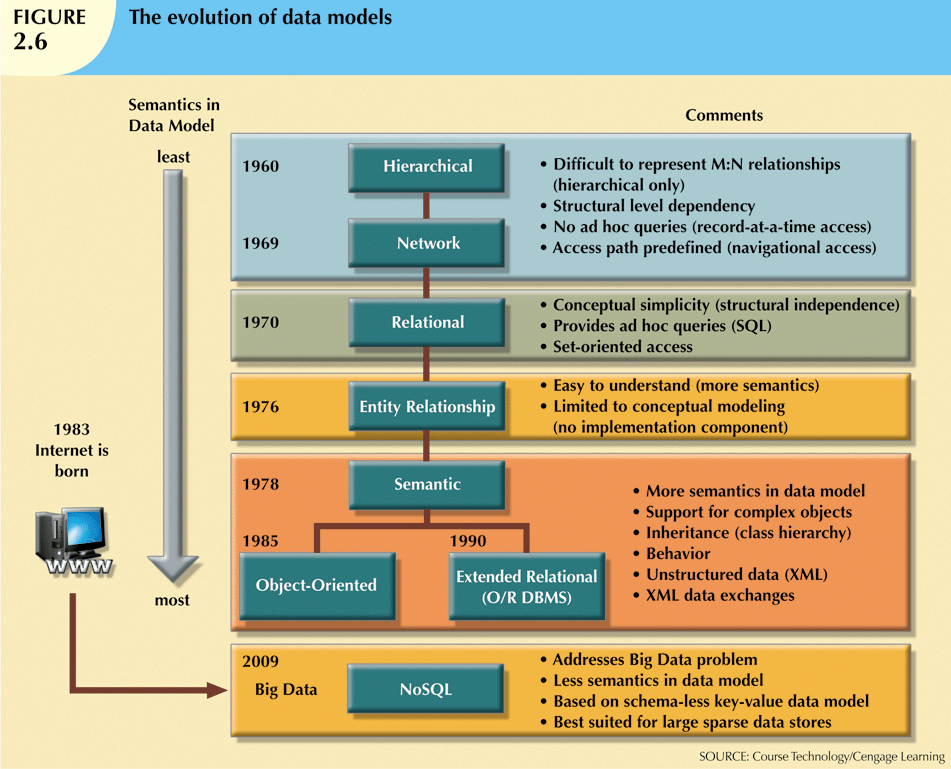 FIGURE
2.6
The evolution of data models
Semantics in
Data Model
least
most
Comments
1960
Hierarchical
1969
Network
• Difficult to represent M:N relationships
(hierarchical only)
• Structural level dependency
• No ad hoc queries (record-at-a-time access)
• Access path predefined (navigational access)
1970
Relational
• Conceptual simplicity (structural independence)
• Provides ad hoc queries (SQL)
• Set-oriented access
1976
Entity Relationship
• Easy to understand (more semantics)
• Limited to conceptual modeling
(no implementation component)
1983
Internet is
born
WWW
1978
Semantic
1985
Object-Oriented
1990
Extended Relational
(O/R DBMS)
• More semantics in data model
• Support for complex objects
• Inheritance (class hierarchy)
• Behavior
• Unstructured data (XML)
• XML data exchanges
2009
Big Data
NoSQL
• Addresses Big Data problem
• Less semantics in data model
• Based on schema-less key-value data model
• Best suited for large sparse data stores
SOURCE: Course Technology/Cengage Learning